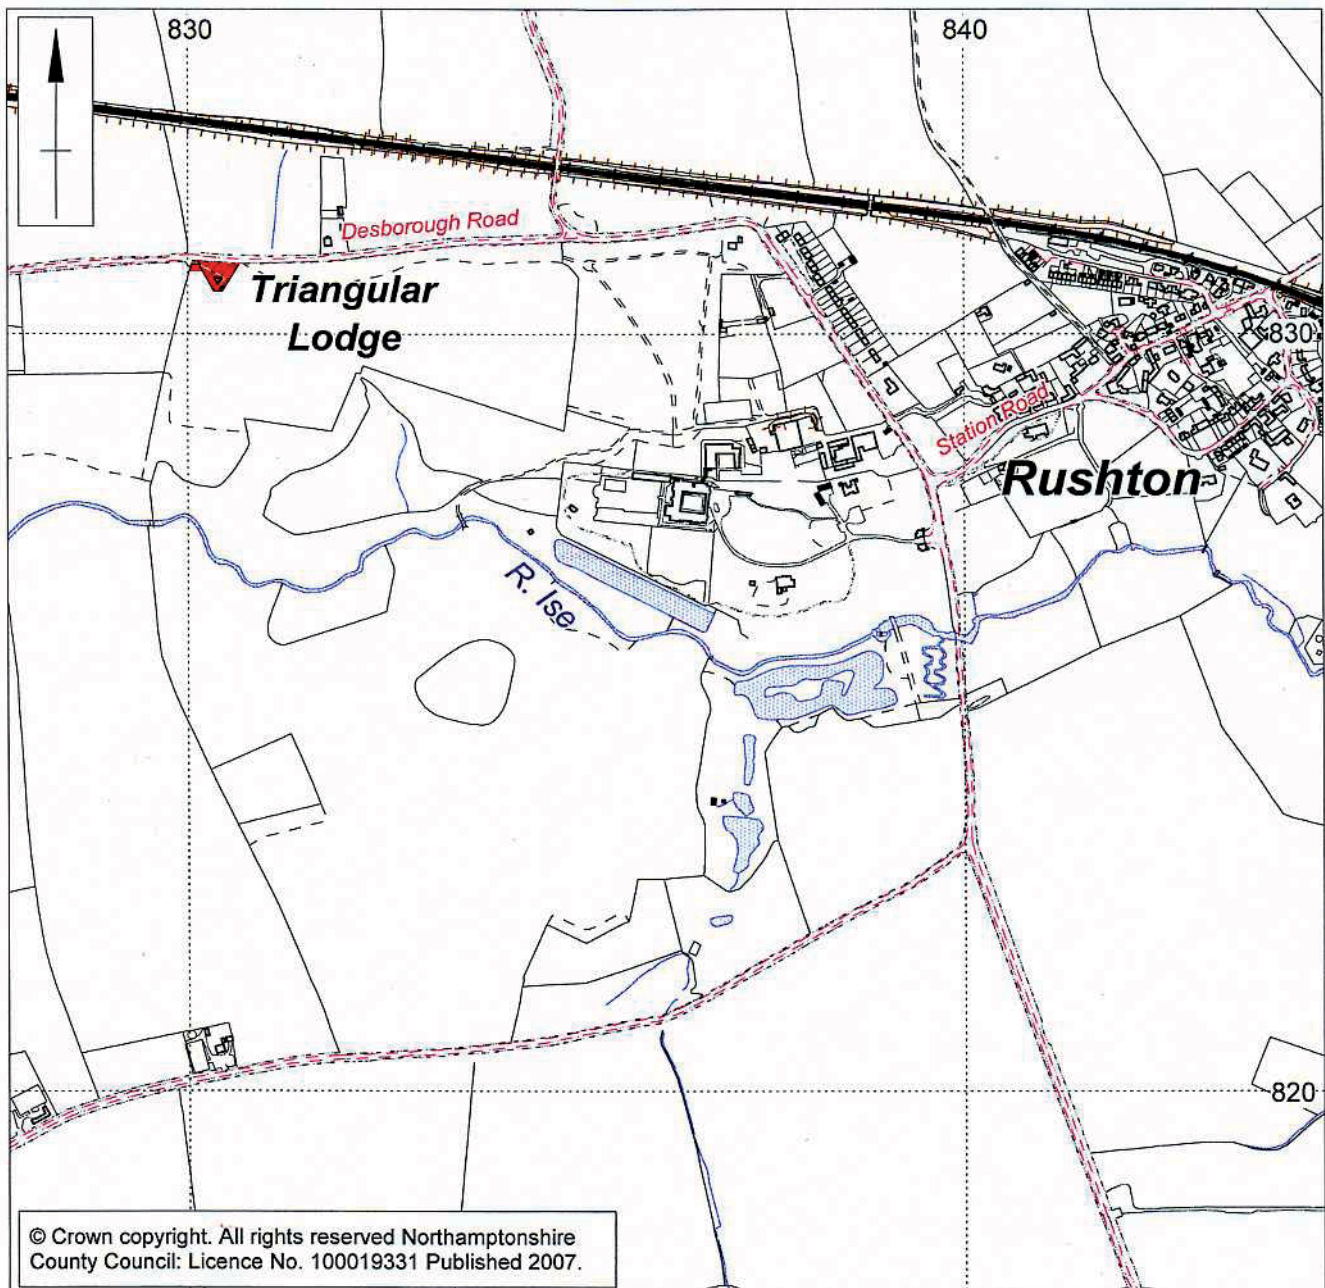 830
840
Desborough Road
Triangular
Lodge
830
Station Road
Rushton
R. Ise
820
© Crown copyright. All rights reserved Northamptonshire
County Council: Licence No. 100019331 Published 2007.